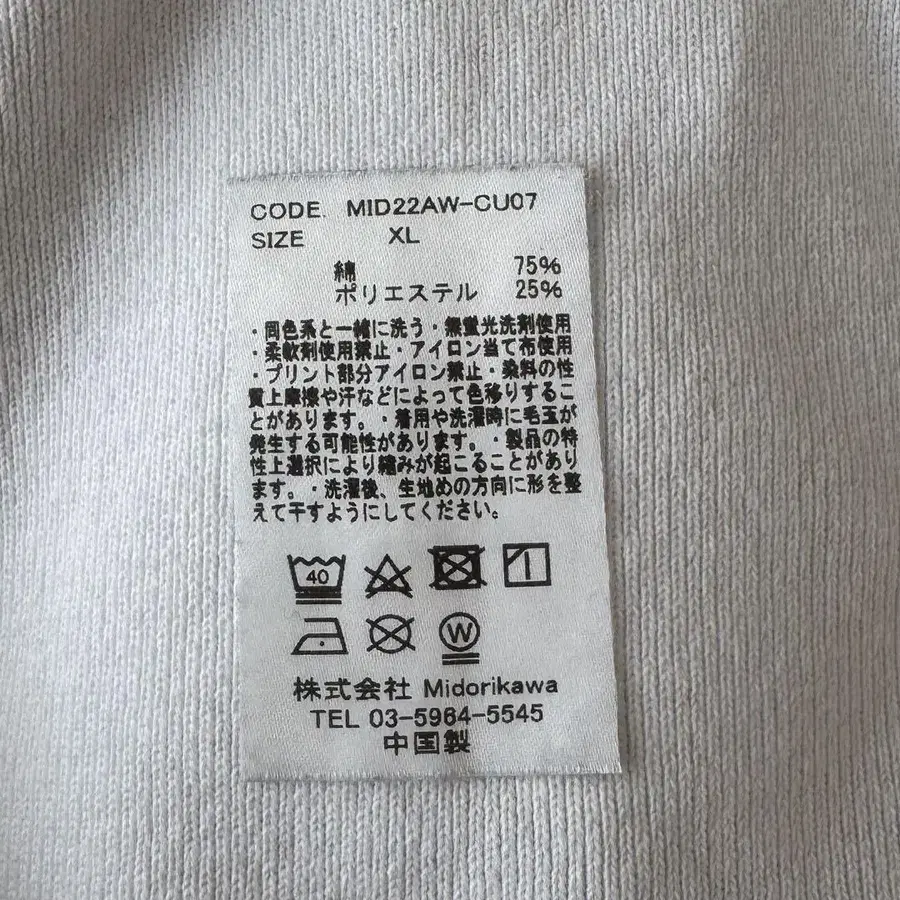 CODE. MID22AW-CU07
SIZE XL
綿 75%
ポリエステル 25%
・同色系と一緒に洗う・無蛍光洗剤使用
・柔軟剤使用禁止・アイロン当て布使用
・プリント部分アイロン禁止・染料の性
質上摩擦や汗などによって色移りするこ
とがあります。・着用や洗濯時に毛玉が
発生する可能性があります。・製品の特
性上選択により縮みが起こることがあり
ます。・洗濯後、生地めの方向に形を整
えて干すようにしてください。
40
W
株式会社 Midorikawa
TEL 03-5964-5545
中国製